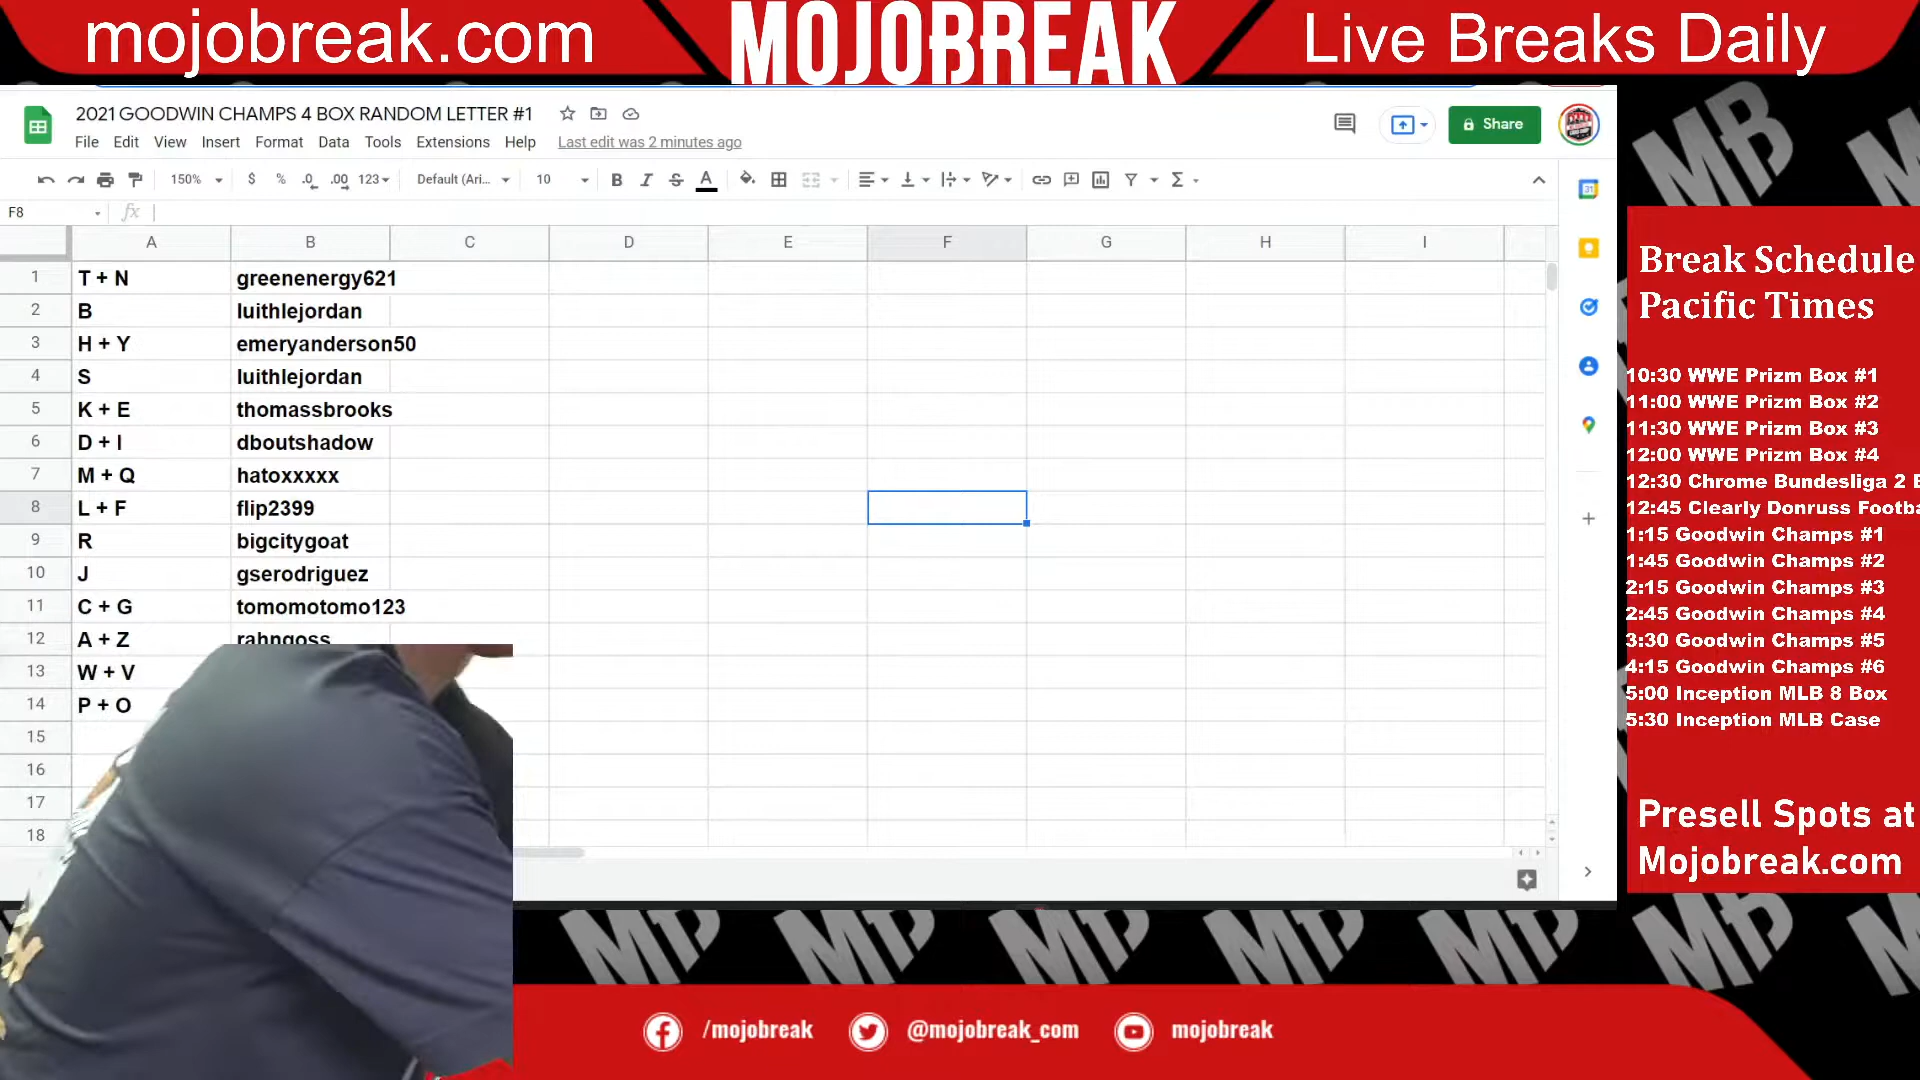 mojobreak.com
MOJOBREAK
Live Breaks Daily
2021 GOODWIN CHAMPS 4 BOX RANDOM LETTER #1
Share
File Edit View Insert Format Data Tools Extensions Help Last edit was 2 minutes ago
150% $ % .0 .00 123 Default (Ari... 10 B I S A
F8 fx
A B C D E F G H I
1 T + N greenenergy621
2 B luithlejordan
3 H + Y emeryanderson50
4 S luithlejordan
5 K + E thomassbrooks
6 D + I dboutshadow
7 M + Q hatoxxxxx
8 L + F flip2399
9 R bigcitygoat
10 J gserodriguez
11 C + G tomomotomo123
12 A + Z rahngoss
13 W + V
14 P + O
15
16
17
18
Break Schedule
Pacific Times
10:30 WWE Prizm Box #1
11:00 WWE Prizm Box #2
11:30 WWE Prizm Box #3
12:00 WWE Prizm Box #4
12:30 Chrome Bundesliga 2
12:45 Clearly Donruss
1:15 Goodwin Champs #1
1:45 Goodwin Champs #2
2:15 Goodwin Champs #3
2:45 Goodwin Champs #4
3:30 Goodwin Champs #5
4:15 Goodwin Champs #6
5:00 Inception MLB 8 Box
5:30 Inception MLB Case
Presell Spots at
Mojobreak.com
/mojobreak @mojobreak_com mojobreak